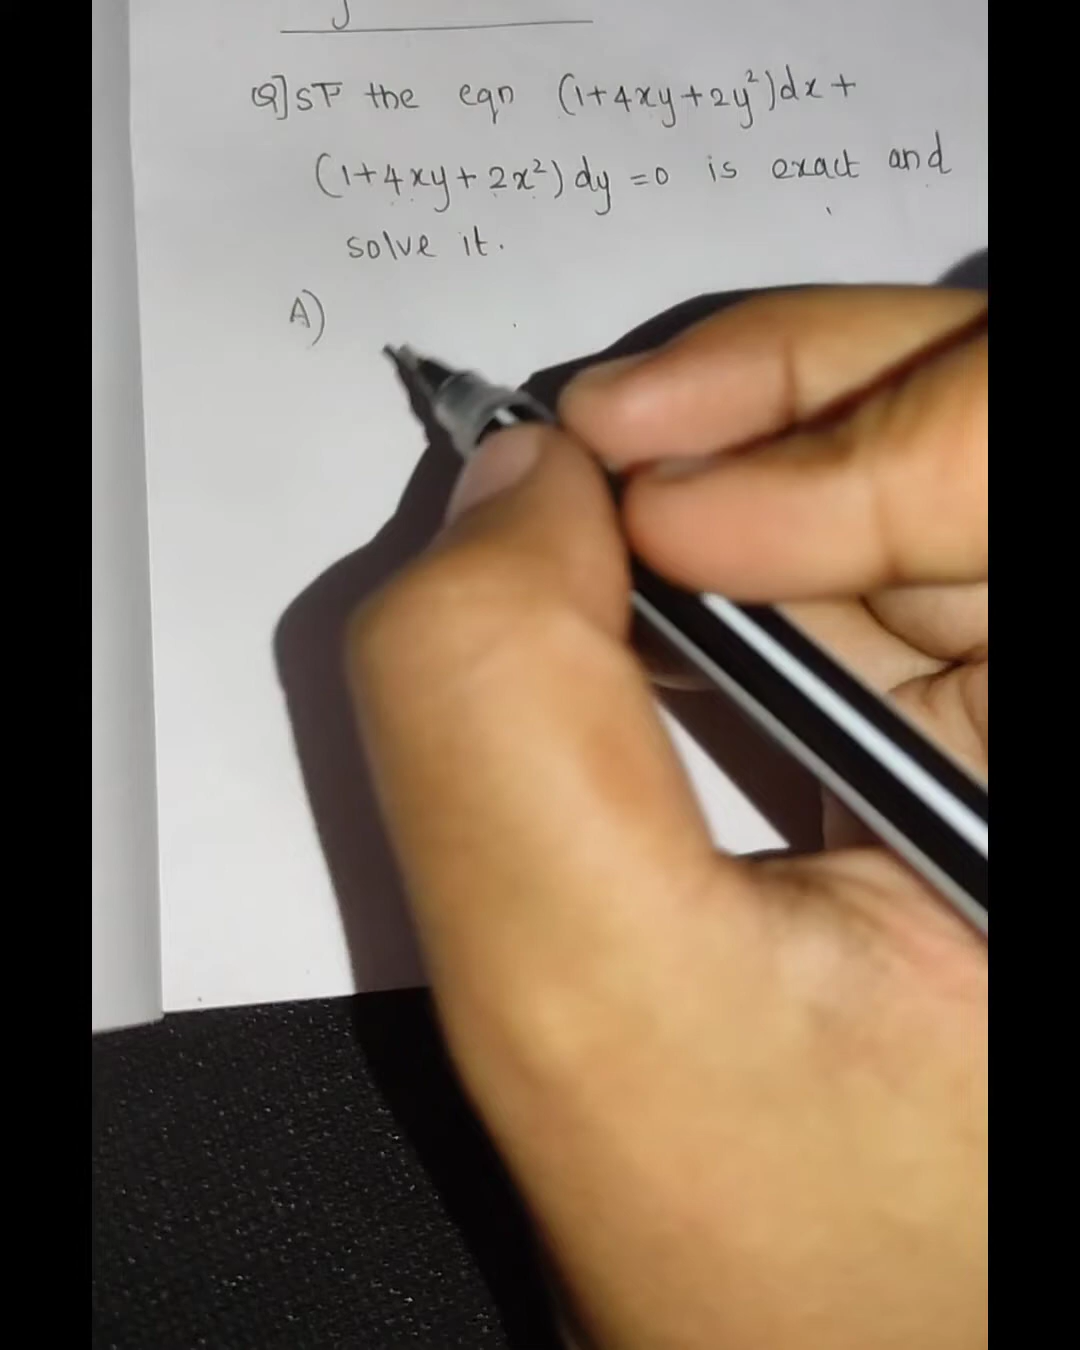 Q] ST the eqn (1+4xy+2y²)dx+
(1+4xy+2x²)dy=0 is exact and
solve it.
A)